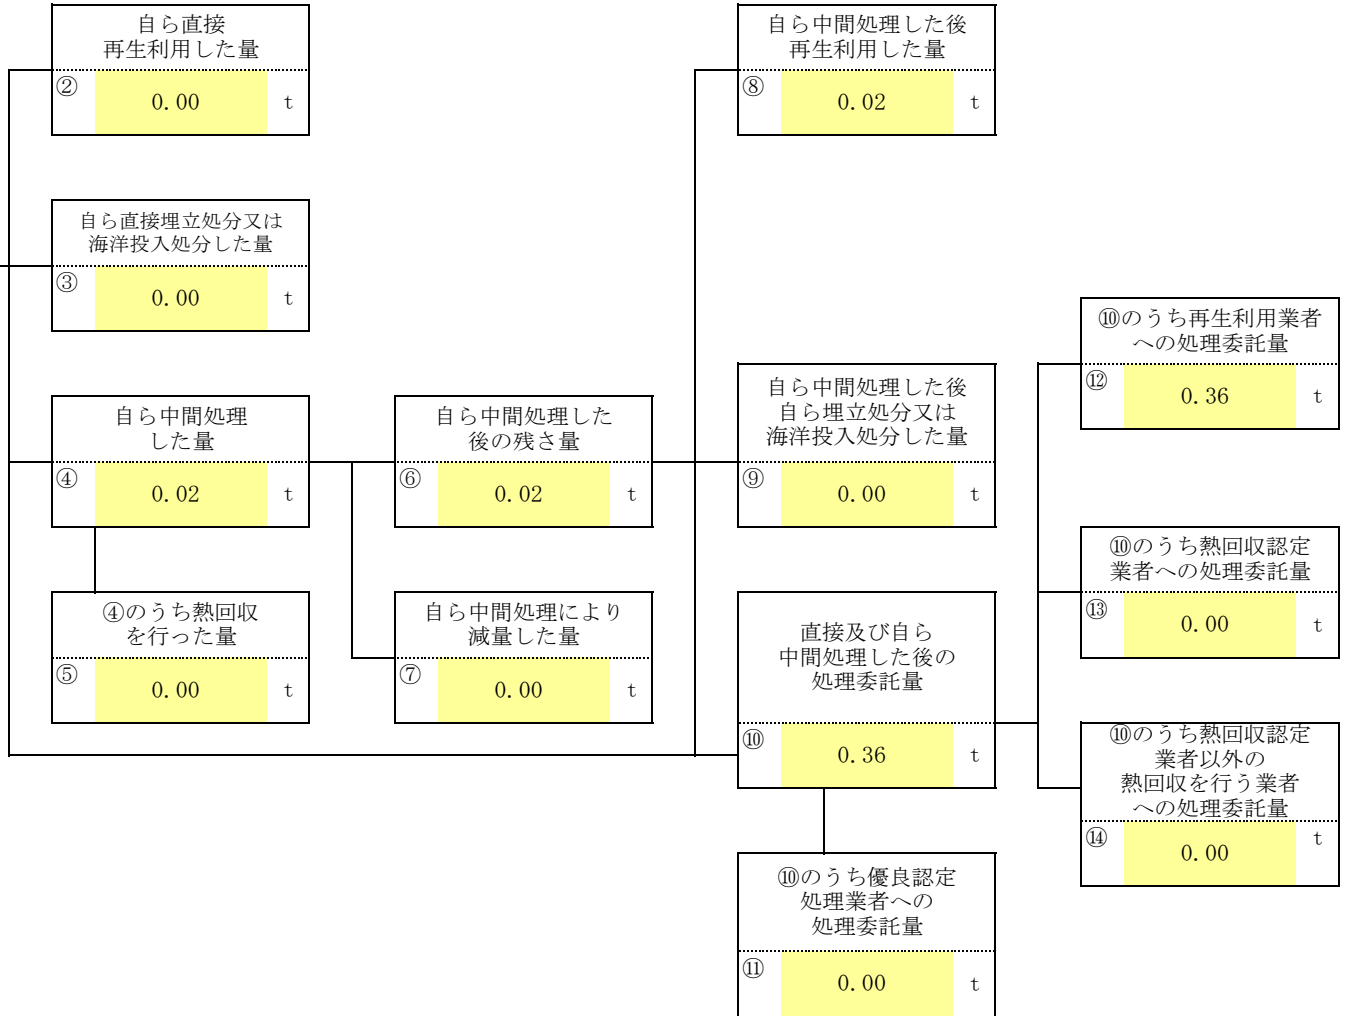 自ら直接
再生利用した量
②
0.00
t
自ら中間処理した後
再生利用した量
⑧
0.02
t
自ら直接埋立処分又は
海洋投入処分した量
③
0.00
t
⑩のうち再生利用業者
への処理委託量
⑫
0.36
t
自ら中間処理
した量
④
0.02
t
自ら中間処理した
後の残さ量
⑥
0.02
t
自ら中間処理した後
自ら埋立処分又は
海洋投入処分した量
⑨
0.00
t
⑩のうち熱回収認定
業者への処理委託量
⑬
0.00
t
④のうち熱回収
を行った量
⑤
0.00
t
自ら中間処理により
減量した量
⑦
0.00
t
直接及び自ら
中間処理した後の
処理委託量
⑩
0.36
t
⑩のうち熱回収認定
業者以外の
熱回収を行う業者
への処理委託量
⑭
0.00
t
⑩のうち優良認定
処理業者への
処理委託量
⑪
0.00
t